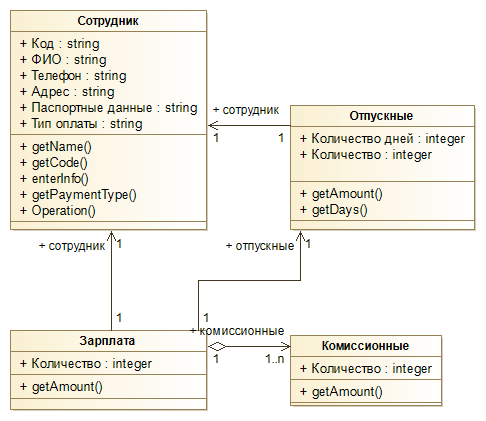 Сотрудник
+ Код : string
+ ФИО : string
+ Телефон : string
+ Адрес : string
+ Паспортные данные : string
+ Тип оплаты : string
+ getName()
+ getCode()
+ enterInfo()
+ getPaymentType()
+ Operation()
+ сотрудник
1
1
Отпускные
+ Количество дней : integer
+ Количество : integer
+ getAmount()
+ getDays()
+ сотрудник
1
+ отпускные
1
1
1
Зарплата
+ Количество : integer
+ getAmount()
+ комиссионные
1
1..n
Комиссионные
+ Количество : integer
+ getAmount()